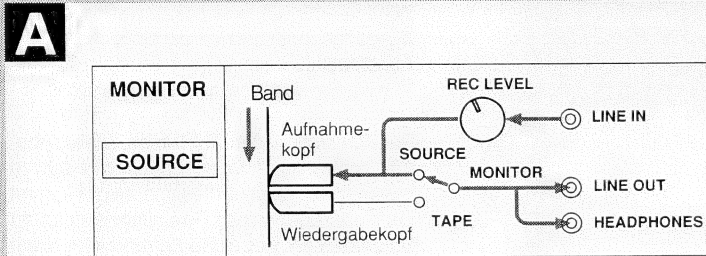 A
MONITOR
SOURCE
Band
Aufnahme-
kopf
REC LEVEL
LINE IN
SOURCE
MONITOR
LINE OUT
TAPE
HEADPHONES
Wiedergabekopf